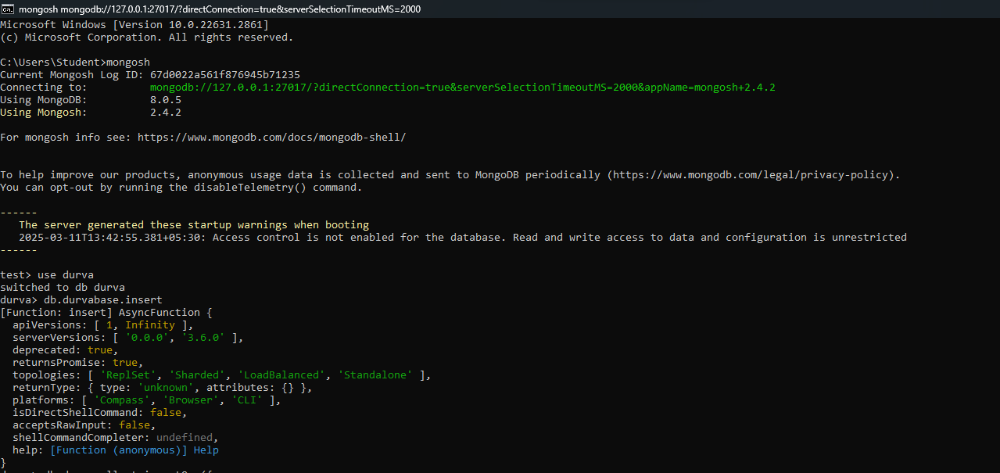 mongosh mongodb://127.0.0.1:27017/?directConnection=true&serverSelectionTimeoutMS=2000
Microsoft Windows [Version 10.0.22631.2861]
(c) Microsoft Corporation. All rights reserved.
C:\Users\Student>mongosh
Current Mongosh Log ID: 67d0022a561f876945b71235
Connecting to:          mongodb://127.0.0.1:27017/?directConnection=true&serverSelectionTimeoutMS=2000&appName=mongosh+2.4.2
Using MongoDB:          8.0.5
Using Mongosh:          2.4.2
For mongosh info see: https://www.mongodb.com/docs/mongodb-shell/
To help improve our products, anonymous usage data is collected and sent to MongoDB periodically (https://www.mongodb.com/legal/privacy-policy).
You can opt-out by running the disableTelemetry() command.
------
   The server generated these startup warnings when booting
   2025-03-11T13:42:55.381+05:30: Access control is not enabled for the database. Read and write access to data and configuration is unrestricted
------
test> use durva
switched to db durva
durva> db.durvabase.insert
[Function: insert] AsyncFunction {
  apiVersions: [ 1, Infinity ],
  serverVersions: [ '0.0.0', '3.6.0' ],
  deprecated: true,
  returnsPromise: true,
  topologies: [ 'ReplSet', 'Sharded', 'LoadBalanced', 'Standalone' ],
  returnType: { type: 'unknown', attributes: {} },
  platforms: [ 'Compass', 'Browser', 'CLI' ],
  isDirectShellCommand: false,
  acceptsRawInput: false,
  shellCommandCompleter: undefined,
  help: [Function (anonymous)] Help
}